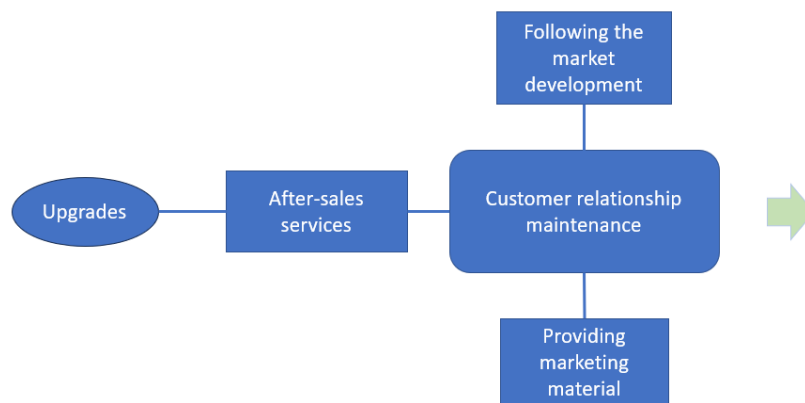 Following the
market
development
Upgrades
After-sales
services
Customer relationship
maintenance
Providing
marketing
material